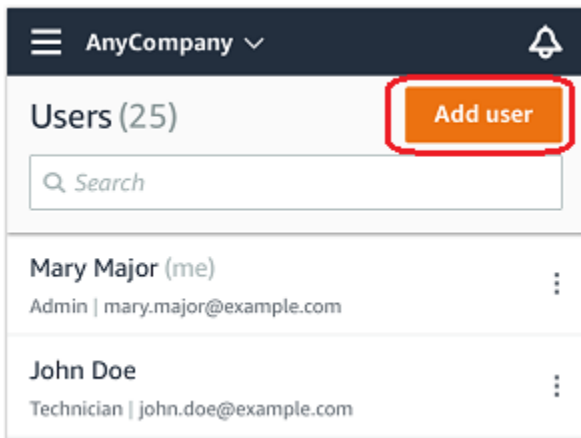 AnyCompany
Users (25)
Add user
Search
Mary Major (me)
Admin | mary.major@example.com
John Doe
Technician | john.doe@example.com